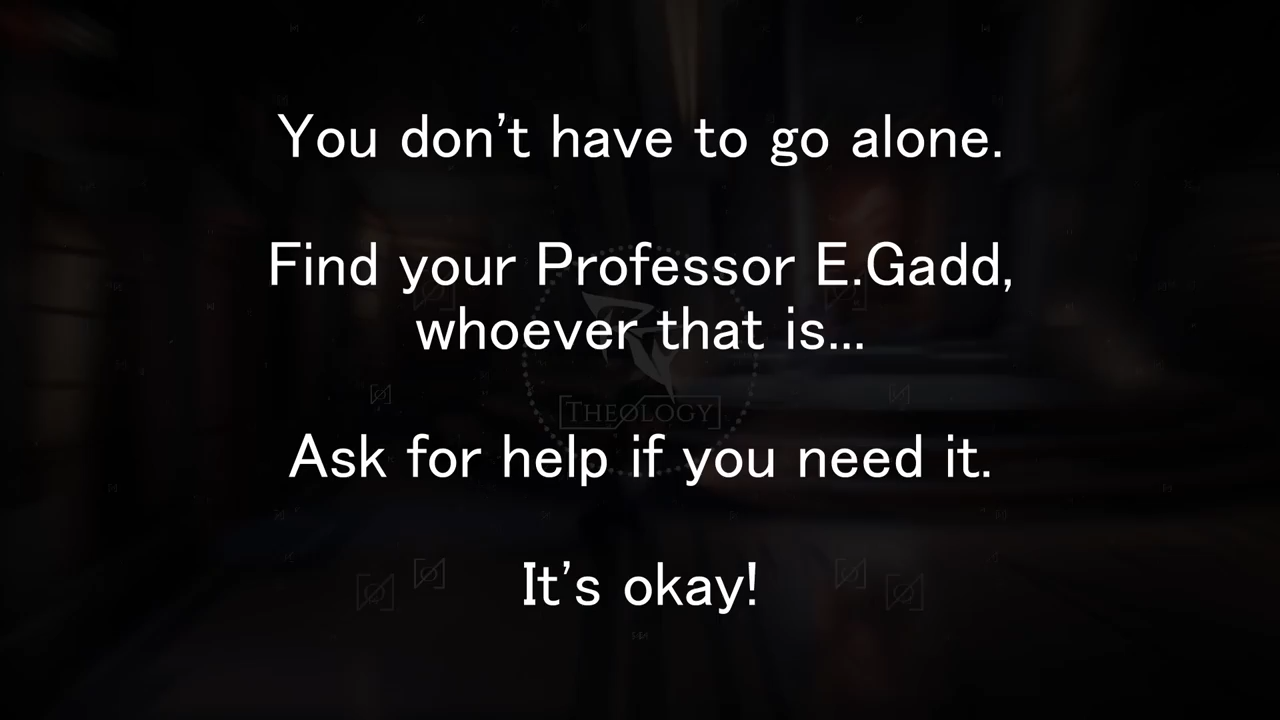 You don't have to go alone.
Find your Professor E.Gadd,
whoever that is...
THEOLOGY
Ask for help if you need it.
It's okay!